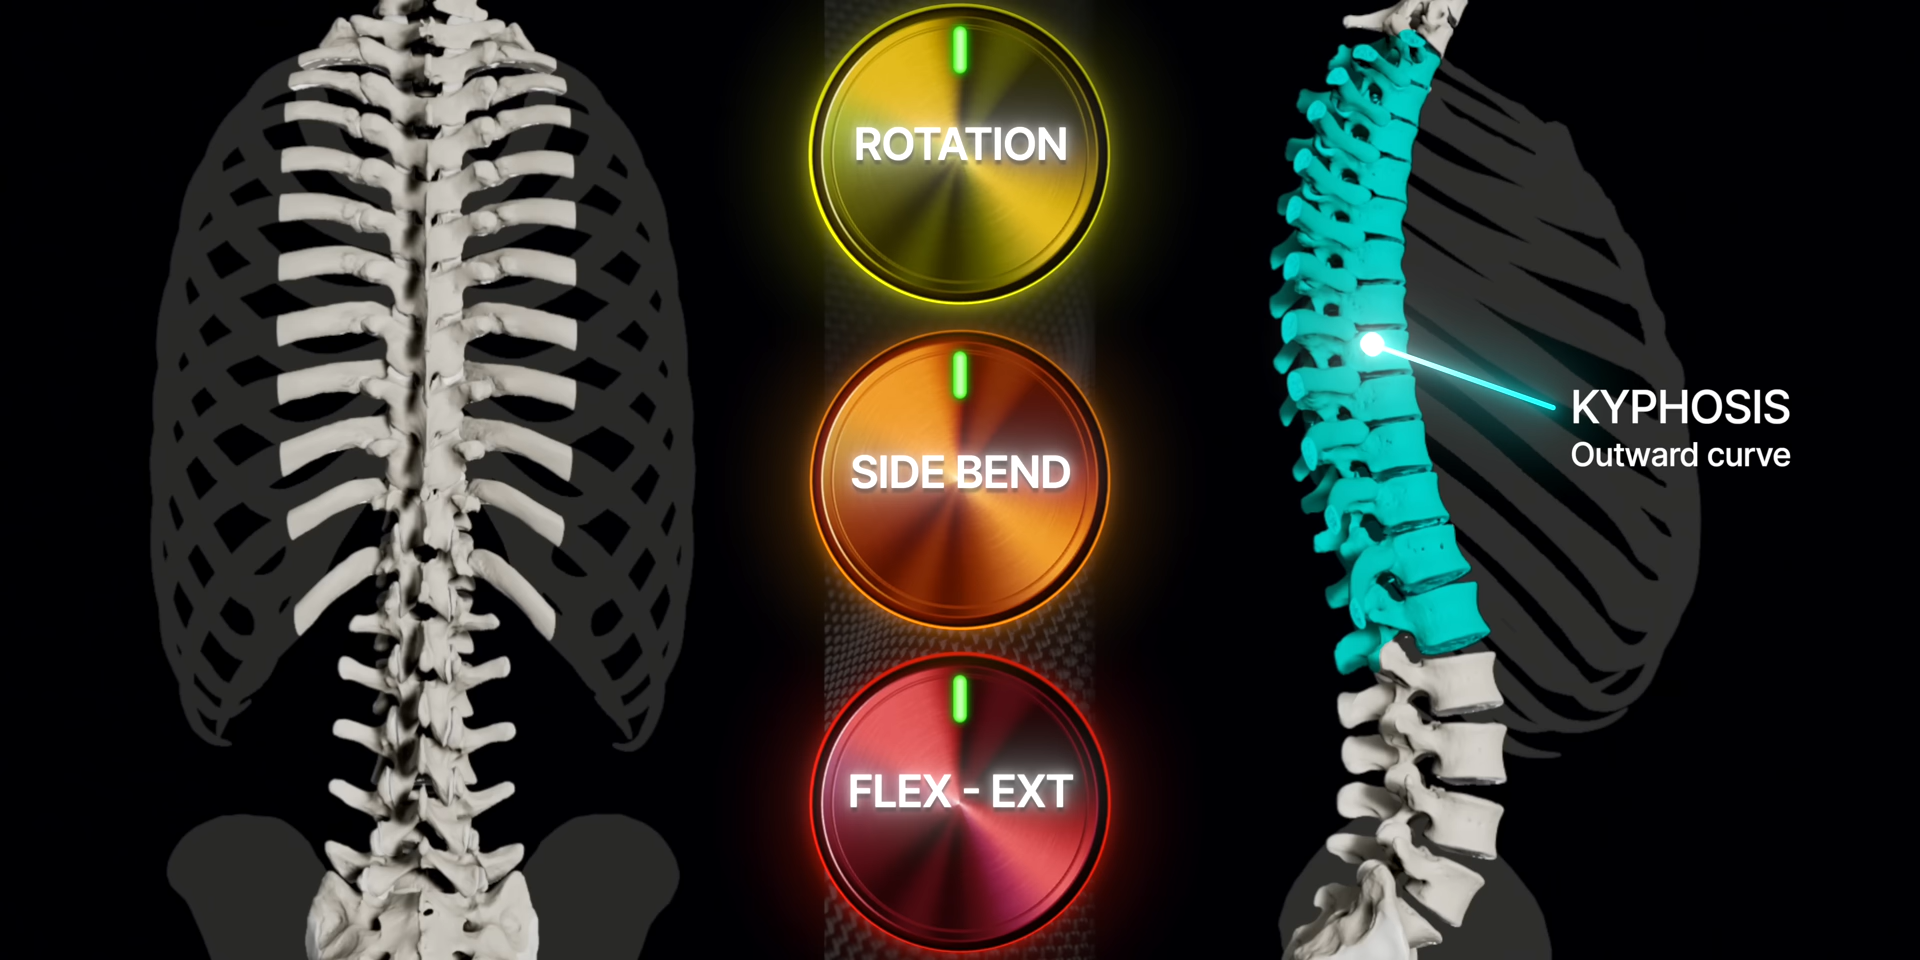 ROTATION
SIDE BEND
FLEX - EXT
KYPHOSIS
Outward curve